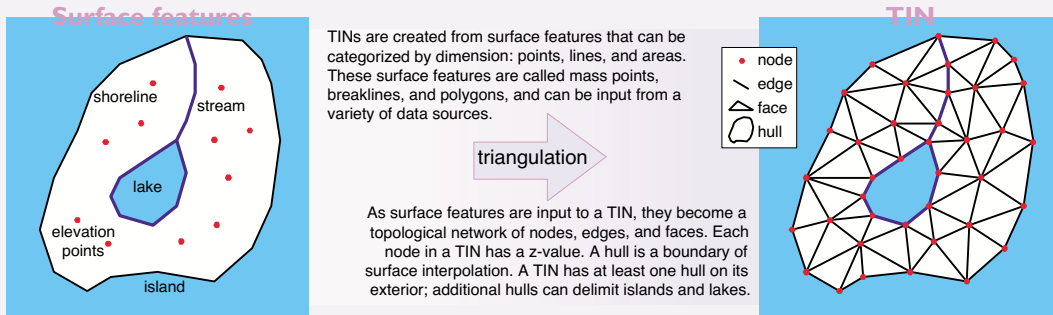 Surface features
shoreline
stream
lake
elevation
points
island
TINs are created from surface features that can be
categorized by dimension: points, lines, and areas.
These surface features are called mass points,
breaklines, and polygons, and can be input from a
variety of data sources.
triangulation
As surface features are input to a TIN, they become a
topological network of nodes, edges, and faces. Each
node in a TIN has a z-value. A hull is a boundary of
surface interpolation. A TIN has at least one hull on its
exterior; additional hulls can delimit islands and lakes.
TIN
node
edge
face
hull